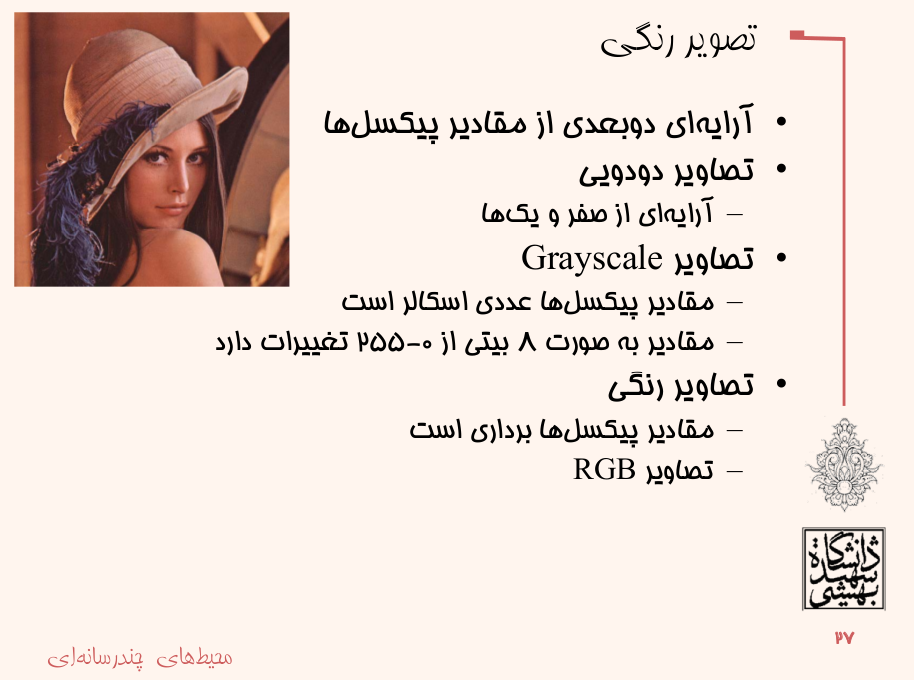 تصویر رنگی
• آرایه‌ای دوبعدی از مقادیر پیکسل‌ها
• تصاویر دودویی
– آرایه‌ای از صفر و یک‌ها
• تصاویر Grayscale
– مقادیر پیکسل‌ها عددی اسکالر است
– مقادیر به صورت ۸ بیتی از ۰-۲۵۵ تغییرات دارد
• تصاویر رنگی
– مقادیر پیکسل‌ها برداری است
– تصاویر RGB
دانشگاه
شهید
بهشتی
۲۷
محیط‌های چندرسانه‌ای